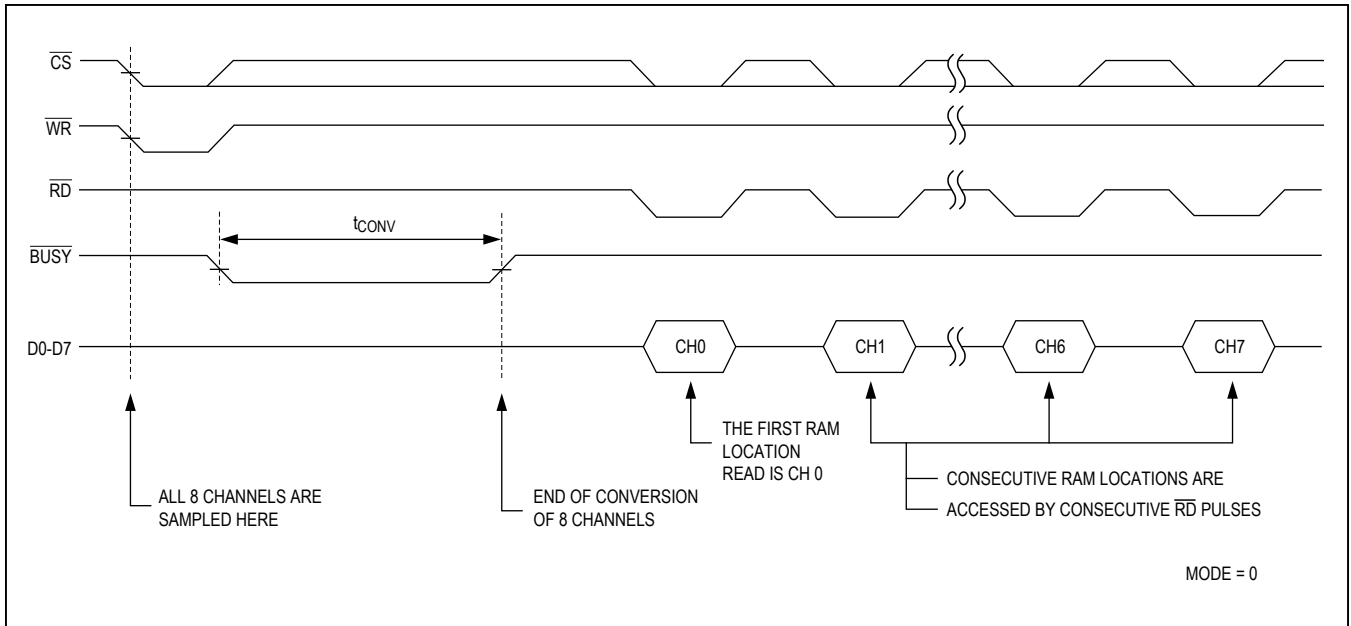 CS
WR
RD
tCONV
BUSY
D0-D7
CH0
CH1
CH6
CH7
THE FIRST RAM
LOCATION
READ IS CH 0
CONSECUTIVE RAM LOCATIONS ARE
ACCESSED BY CONSECUTIVE RD PULSES
ALL 8 CHANNELS ARE
SAMPLED HERE
END OF CONVERSION
OF 8 CHANNELS
MODE = 0